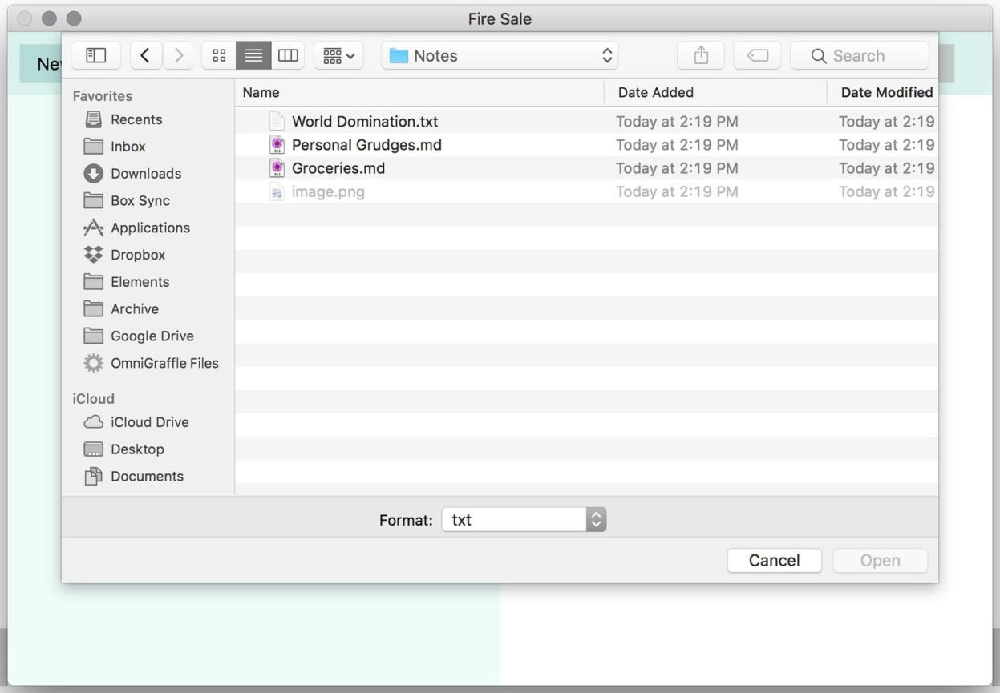 Fire Sale
Ne
Notes
Search
Favorites
Recents
Inbox
Downloads
Box Sync
Applications
Dropbox
Elements
Archive
Google Drive
OmniGraffle Files
iCloud
iCloud Drive
Desktop
Documents
Name Date Added Date Modified
World Domination.txt Today at 2:19 PM Today at 2:19
Personal Grudges.md Today at 2:19 PM Today at 2:19
Groceries.md Today at 2:19 PM Today at 2:19
image.png Today at 2:19 PM Today at 2:19
Format: txt
Cancel Open